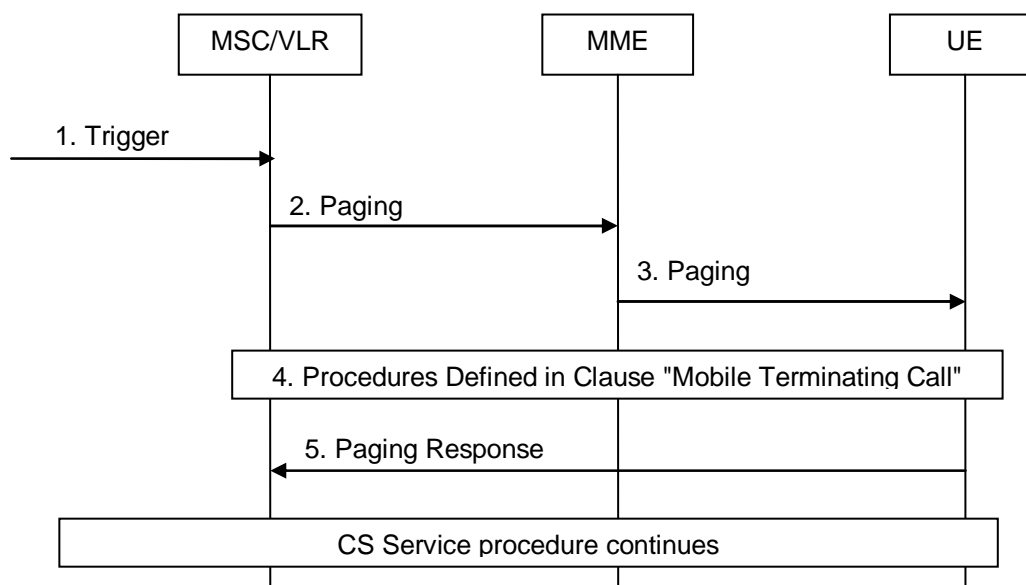 MSC/VLR
MME
UE
1. Trigger
2. Paging
3. Paging
4. Procedures Defined in Clause "Mobile Terminating Call"
5. Paging Response
CS Service procedure continues